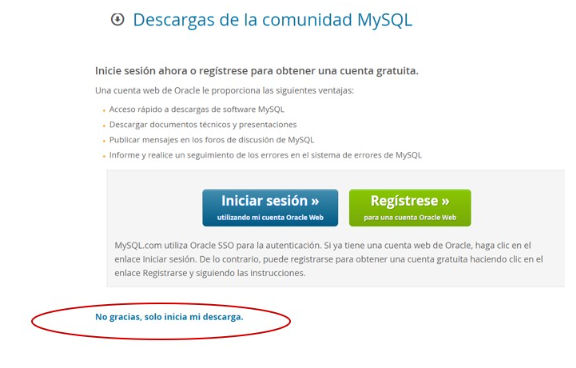 Descargas de la comunidad MySQL
Inicie sesión ahora o regístrese para obtener una cuenta gratuita.
Una cuenta web de Oracle le proporciona las siguientes ventajas:
Acceso rápido a descargas de software MySQL
Descargar documentos técnicos y presentaciones
Publicar mensajes en los foros de discusión de MySQL
Informe y realice un seguimiento de los errores en el sistema de errores de MySQL
Iniciar sesión »
utilizando mi cuenta Oracle Web
Regístrese »
para una cuenta Oracle Web
MySQL.com utiliza Oracle SSO para la autenticación. Si ya tiene una cuenta web de Oracle, haga clic en el
enlace Iniciar sesión. De lo contrario, puede registrarse para obtener una cuenta gratuita haciendo clic en el
enlace Registrarse y siguiendo las instrucciones.
No gracias, solo inicia mi descarga.